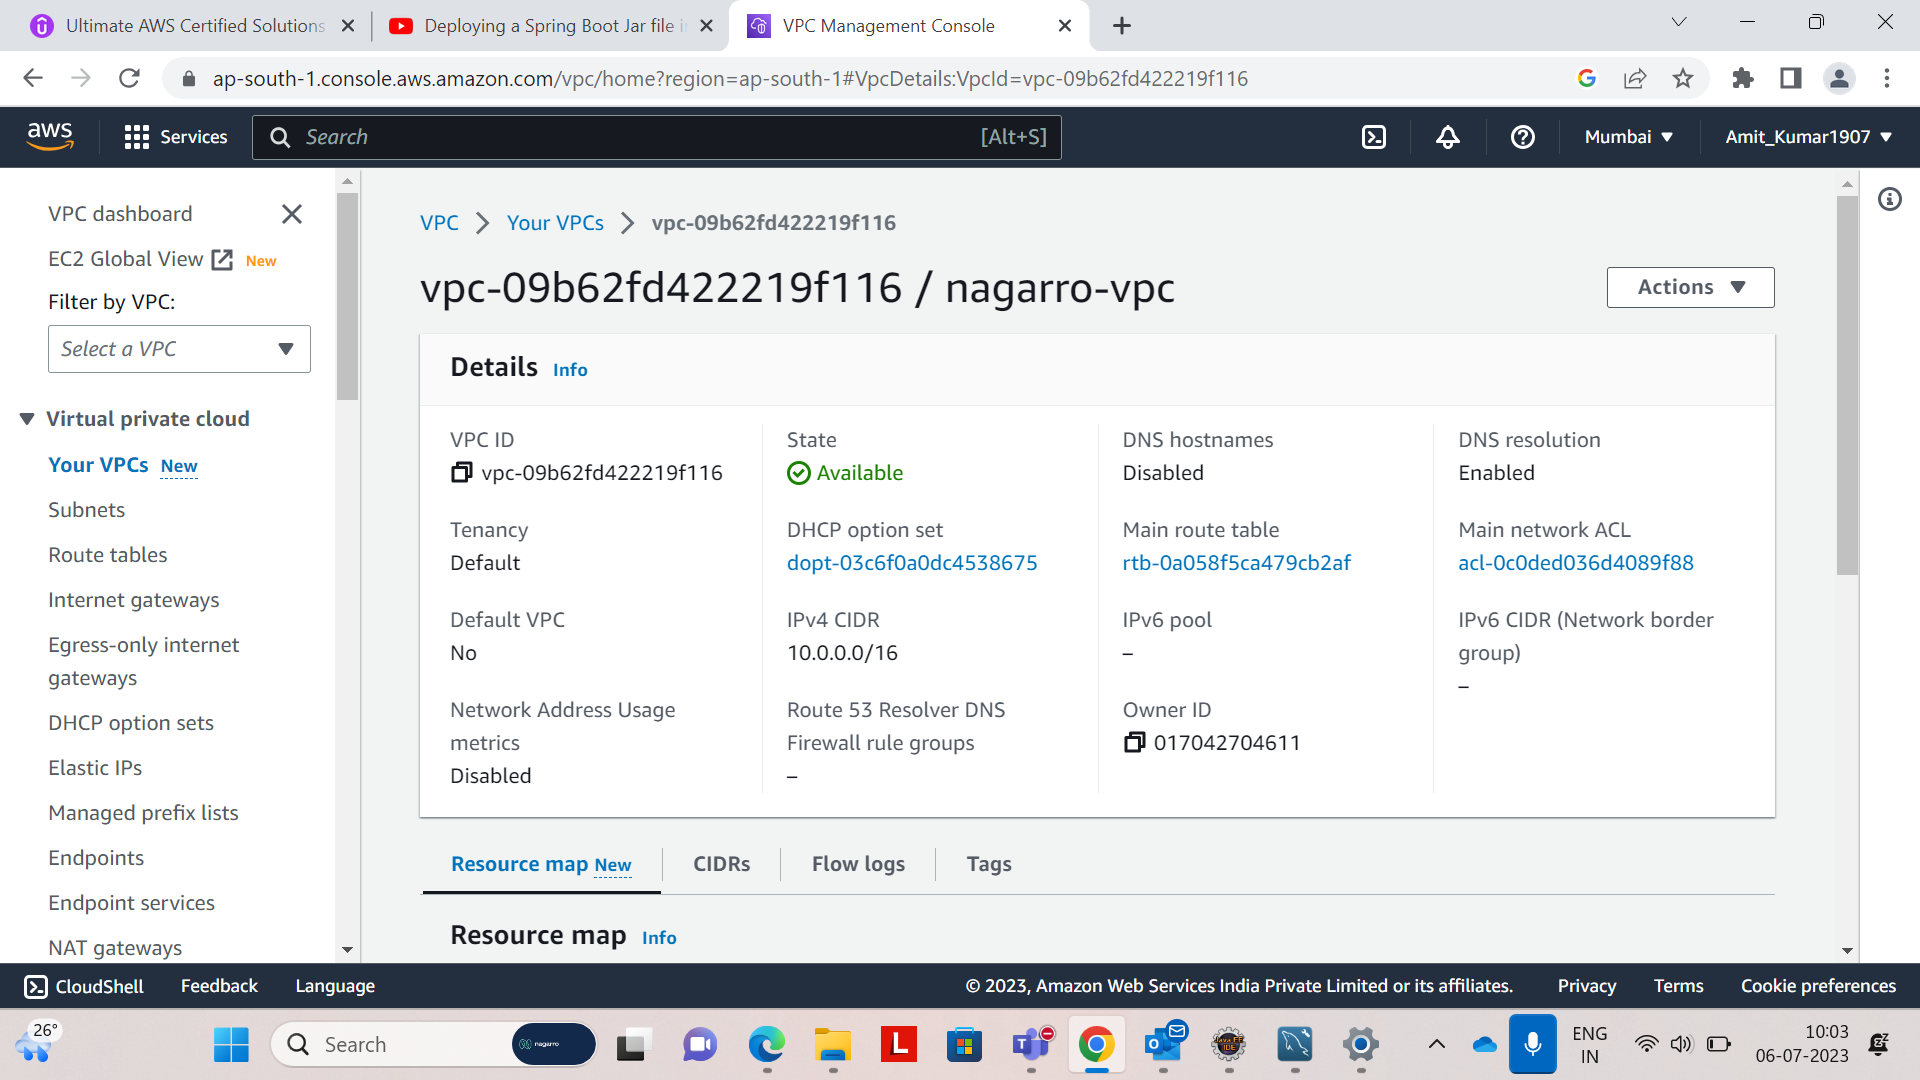 Ultimate AWS Certified Solutions
Deploying a Spring Boot Jar file i
VPC Management Console
ap-south-1.console.aws.amazon.com/vpc/home?region=ap-south-1#VpcDetails:VpcId=vpc-09b62fd422219f116
aws
Services
Search
[Alt+S]
Mumbai
Amit_Kumar1907
VPC dashboard
EC2 Global View New
Filter by VPC:
Select a VPC
Virtual private cloud
Your VPCs New
Subnets
Route tables
Internet gateways
Egress-only internet
gateways
DHCP option sets
Elastic IPs
Managed prefix lists
Endpoints
Endpoint services
NAT gateways
VPC
Your VPCs
vpc-09b62fd422219f116
vpc-09b62fd422219f116 / nagarro-vpc
Actions
Details Info
VPC ID
vpc-09b62fd422219f116
State
Available
DNS hostnames
Disabled
DNS resolution
Enabled
Tenancy
Default
DHCP option set
dopt-03c6f0a0dc4538675
Main route table
rtb-0a058f5ca479cb2af
Main network ACL
acl-0c0ded036d4089f88
Default VPC
No
IPv4 CIDR
10.0.0.0/16
IPv6 pool
–
IPv6 CIDR (Network border
group)
–
Network Address Usage
metrics
Disabled
Route 53 Resolver DNS
Firewall rule groups
–
Owner ID
017042704611
Resource map New
CIDRs
Flow logs
Tags
Resource map Info
CloudShell
Feedback
Language
© 2023, Amazon Web Services India Private Limited or its affiliates.
Privacy
Terms
Cookie preferences
26°
Search
nagarro
L
ENG
IN
10:03
06-07-2023